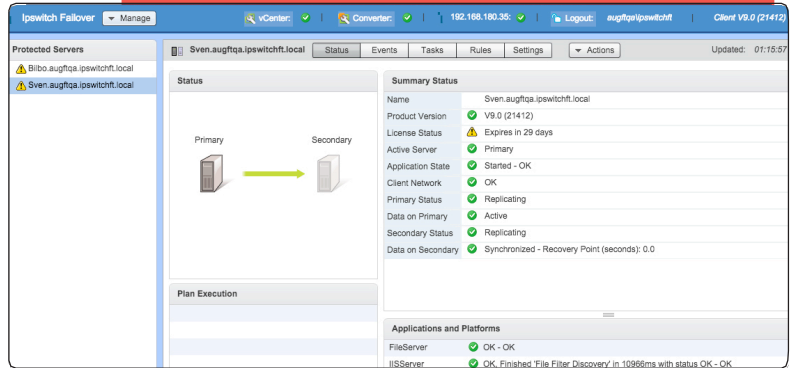 Ipswitch Failover Manage vCenter: Converter: 192.168.180.35: Logout: augftqa\ipswitchft Client V9.0 (21412)
Protected Servers
Bilbo.augftqa.ipswitchft.local
Sven.augftqa.ipswitchft.local
Sven.augftqa.ipswitchft.local Status Events Tasks Rules Settings Actions Updated: 01:15:57
Status
Primary Secondary
Plan Execution
Summary Status
Name Sven.augftqa.ipswitchft.local
Product Version V9.0 (21412)
License Status Expires in 29 days
Active Server Primary
Application State Started - OK
Client Network OK
Primary Status Replicating
Data on Primary Active
Secondary Status Replicating
Data on Secondary Synchronized - Recovery Point (seconds): 0.0
Applications and Platforms
FileServer OK - OK
IISServer OK, Finished 'File Filter Discovery' in 10966ms with status OK - OK